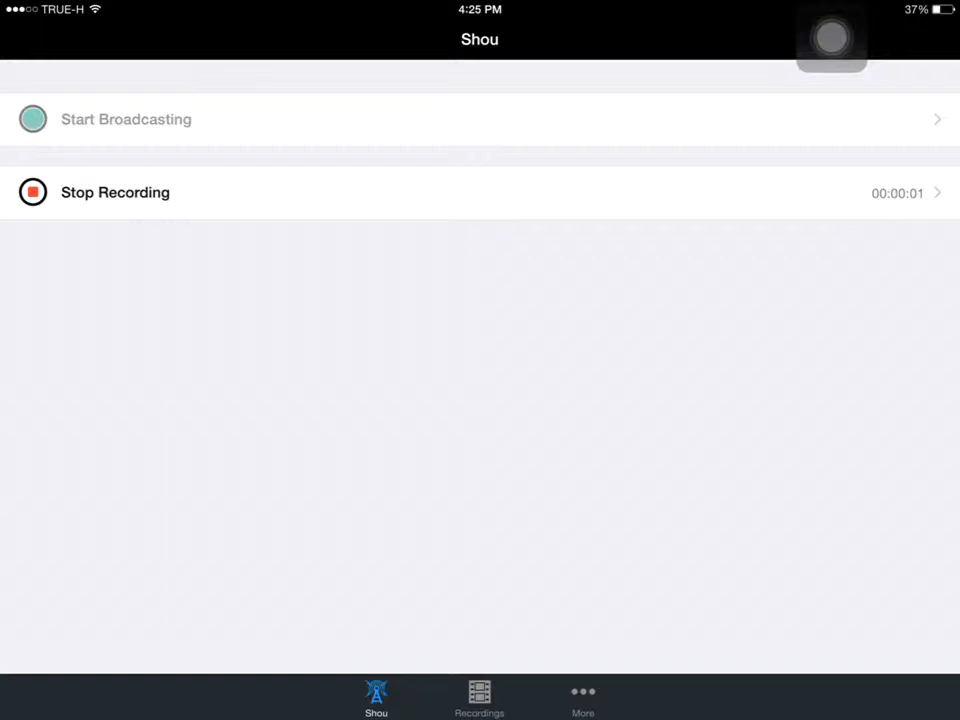 TRUE-H
4:25 PM
37%
Shou
Start Broadcasting
Stop Recording
00:00:01
Shou
Recordings
More